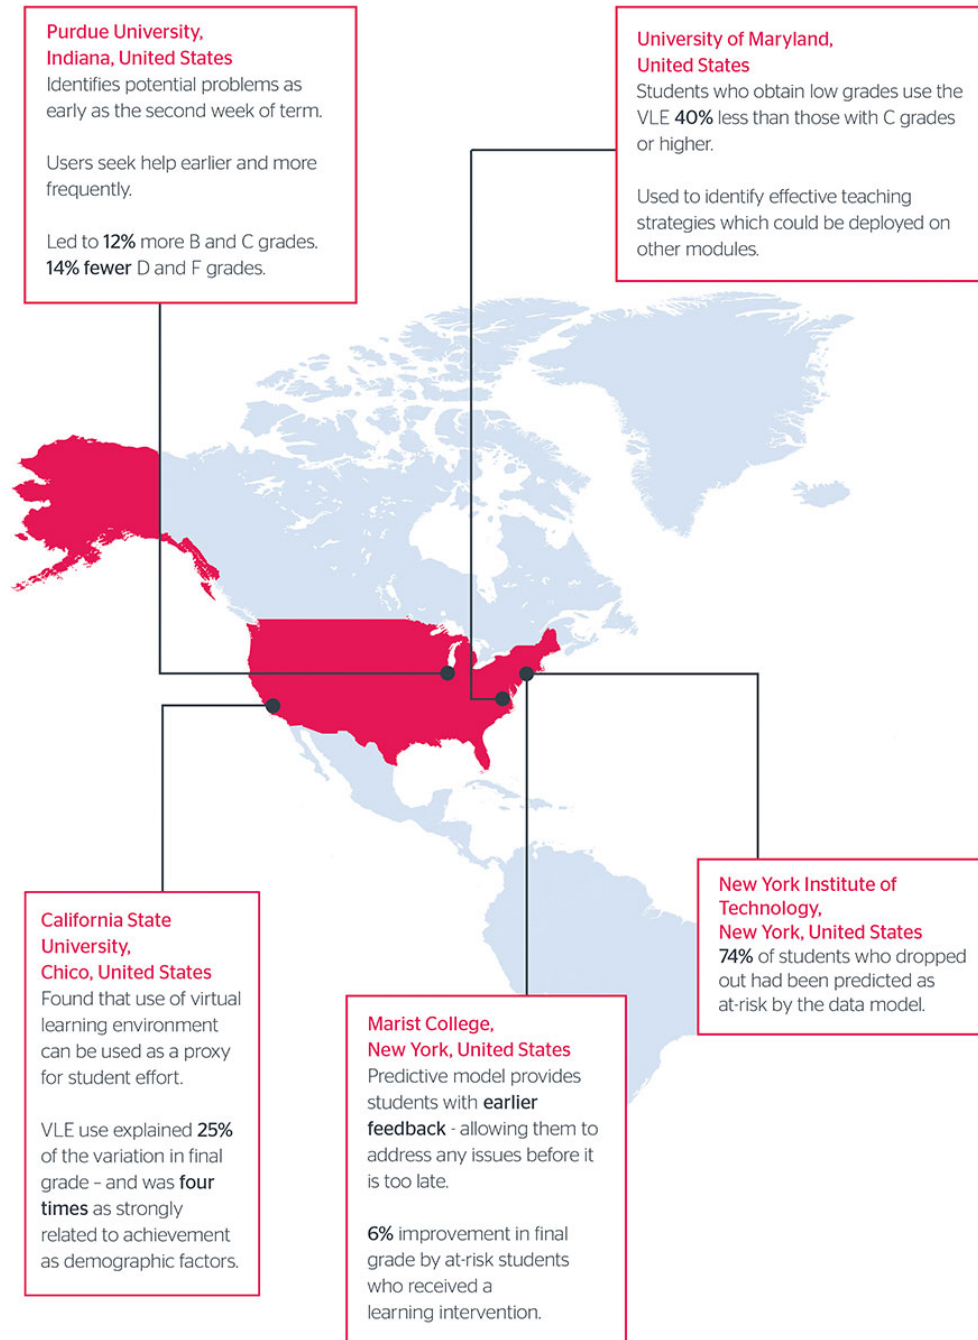 Purdue University,
Indiana, United States
Identifies potential problems as
early as the second week of term.
Users seek help earlier and more
frequently.
Led to 12% more B and C grades.
14% fewer D and F grades.
University of Maryland,
United States
Students who obtain low grades use the
VLE 40% less than those with C grades
or higher.
Used to identify effective teaching
strategies which could be deployed on
other modules.
California State
University,
Chico, United States
Found that use of virtual
learning environment
can be used as a proxy
for student effort.
VLE use explained 25%
of the variation in final
grade – and was four
times as strongly
related to achievement
as demographic factors.
Marist College,
New York, United States
Predictive model provides
students with earlier
feedback - allowing them to
address any issues before it
is too late.
6% improvement in final
grade by at-risk students
who received a
learning intervention.
New York Institute of
Technology,
New York, United States
74% of students who dropped
out had been predicted as
at-risk by the data model.